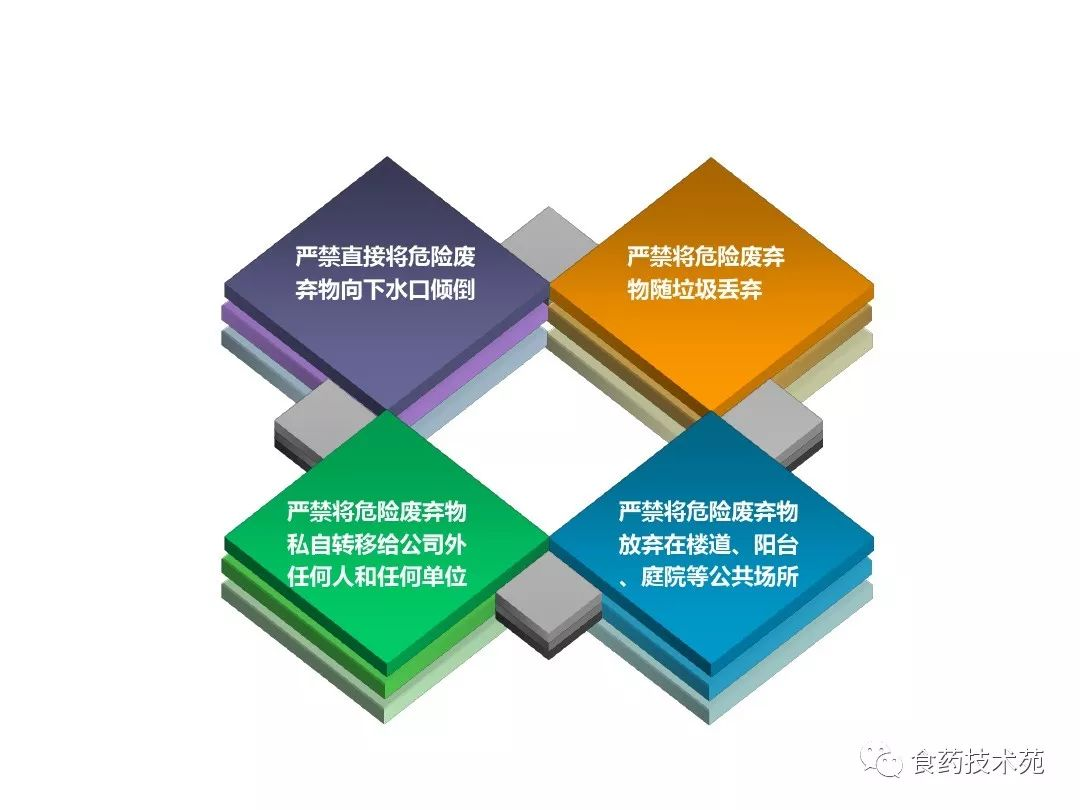 严禁直接将危险废
弃物向下水口倾倒
严禁将危险废弃
物随垃圾丢弃
严禁将危险废弃物
私自转移给公司外
任何人和任何单位
严禁将危险废弃物
放弃在楼道、阳台
、庭院等公共场所
食药技术苑